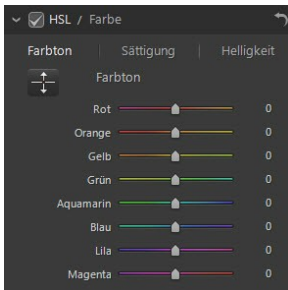 HSL / Farbe
Farbton | Sättigung | Helligkeit
Farbton
Rot 0
Orange 0
Gelb 0
Grün 0
Aquamarin 0
Blau 0
Lila 0
Magenta 0